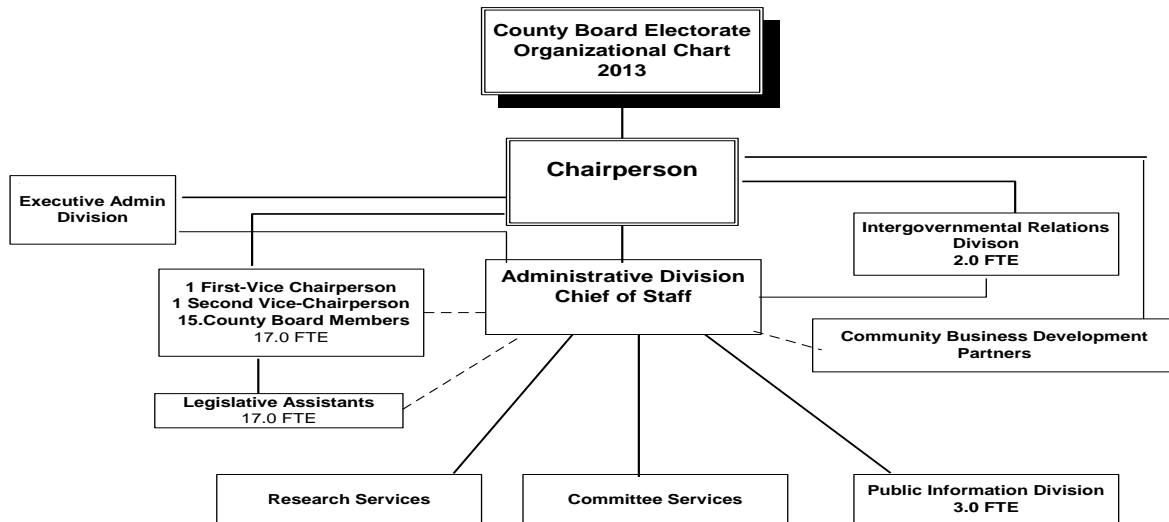 County Board Electorate
Organizational Chart
2013
Chairperson
Executive Admin
Division
Intergovernmental Relations
Divison
2.0 FTE
1 First-Vice Chairperson
1 Second Vice-Chairperson
15.County Board Members
17.0 FTE
Administrative Division
Chief of Staff
Community Business Development
Partners
Legislative Assistants
17.0 FTE
Research Services
Committee Services
Public Information Division
3.0 FTE